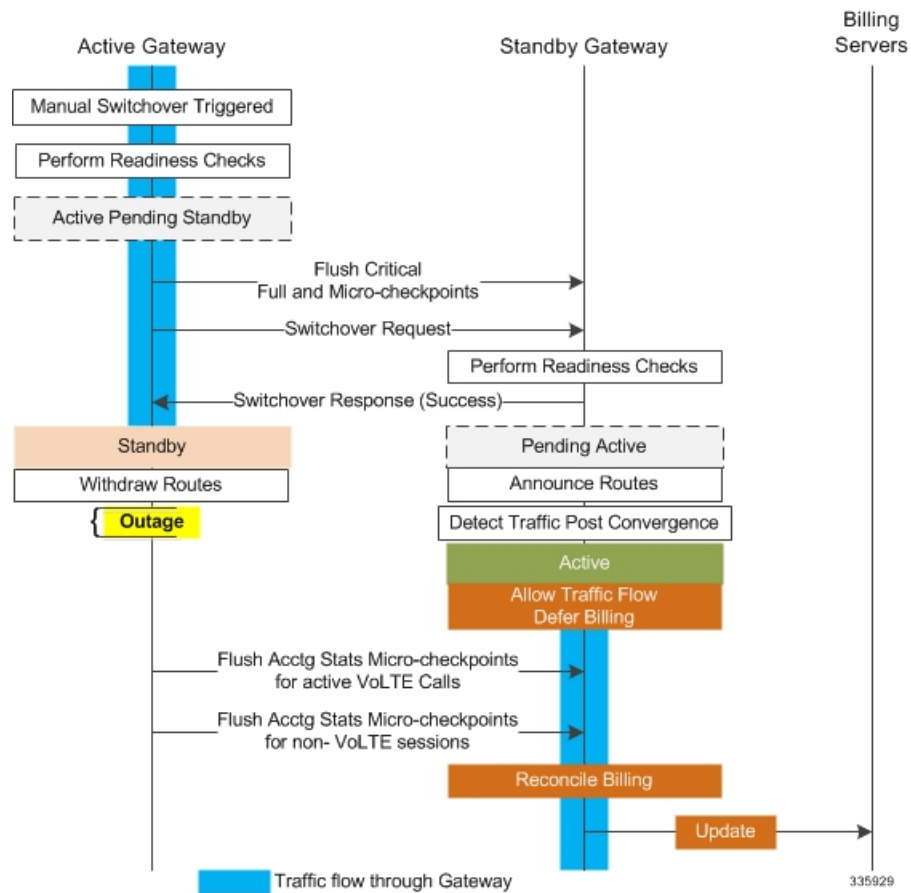 Billing
Servers
Active Gateway
Standby Gateway
Manual Switchover Triggered
Perform Readiness Checks
Active Pending Standby
Flush Critical
Full and Micro-checkpoints
Switchover Request
Perform Readiness Checks
Switchover Response (Success)
Standby
Pending Active
Withdraw Routes
Announce Routes
{ Outage
Detect Traffic Post Convergence
Active
Allow Traffic Flow
Defer Billing
Flush Acctg Stats Micro-checkpoints
for active VoLTE Calls
Flush Acctg Stats Micro-checkpoints
for non- VoLTE sessions
Reconcile Billing
Update
Traffic flow through Gateway
335929